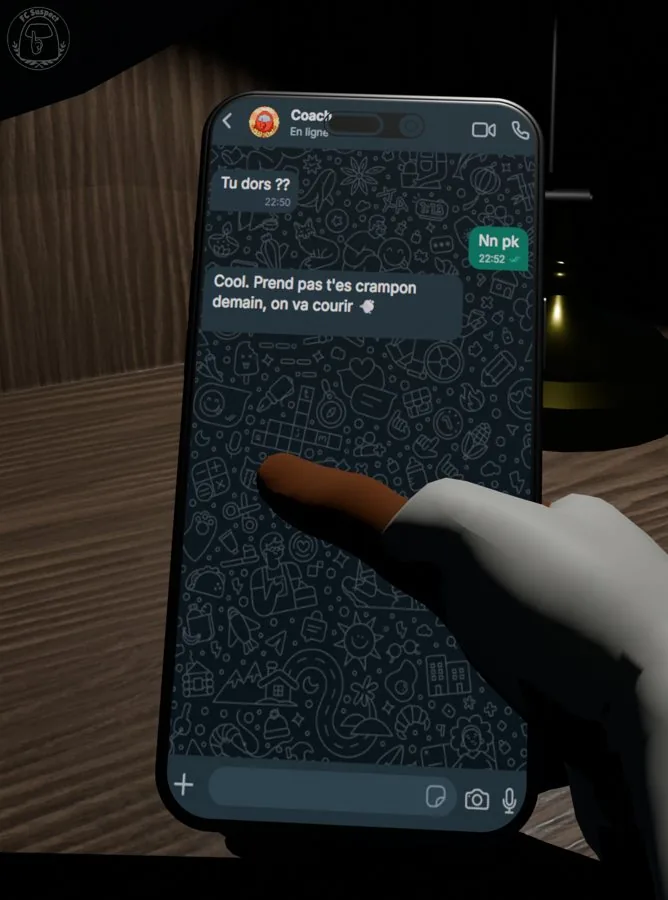 FC Suspect
Coach
En ligne
Tu dors ??
22:50
Nn pk
22:52
Cool. Prend pas t'es crampon
demain, on va courir